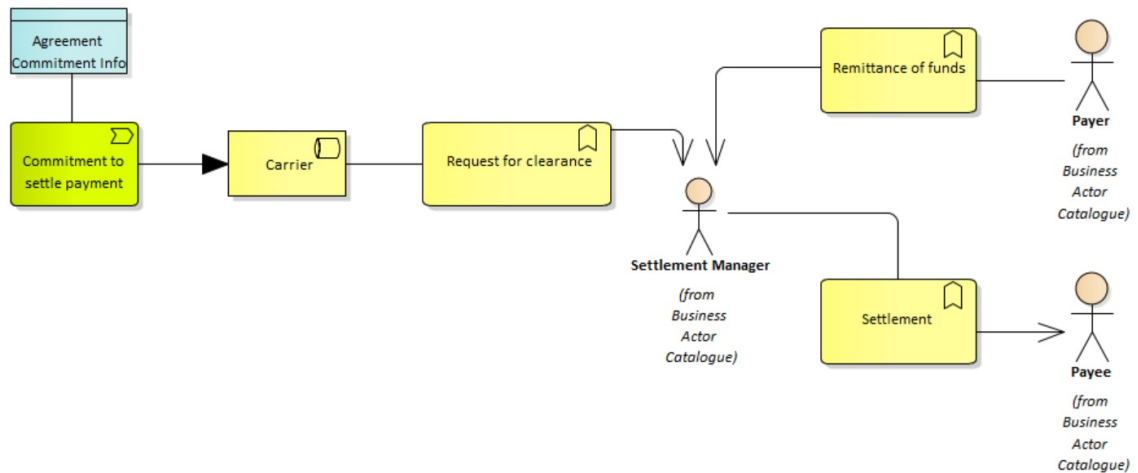 Agreement
Commitment Info
Commitment to
settle payment
Carrier
Request for clearance
Remittance of funds
Payer
(from
Business
Actor
Catalogue)
Settlement Manager
(from
Business
Actor
Catalogue)
Settlement
Payee
(from
Business
Actor
Catalogue)